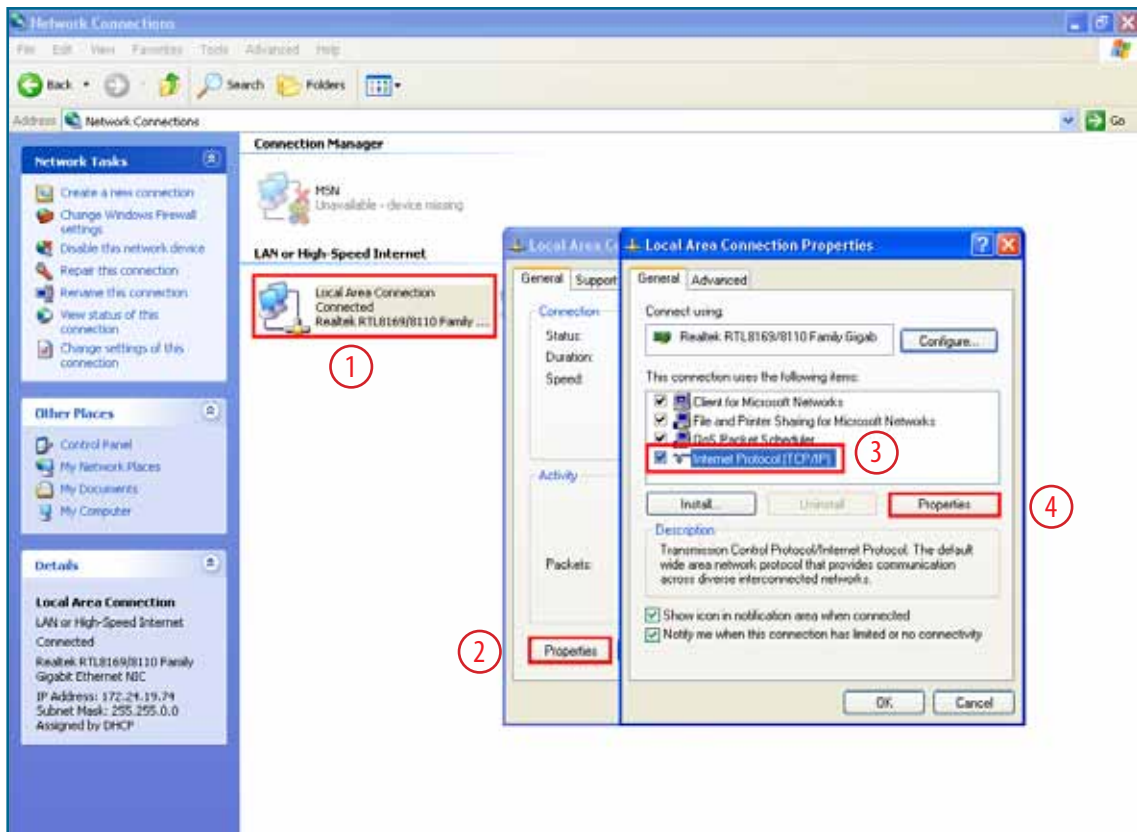 Network Connections
File Edit View Favorites Tools Advanced Help
Back Search Folders
Address Network Connections Go
Network Tasks
Create a new connection
Change Windows Firewall
settings
Disable this network device
Repair this connection
Rename this connection
View status of this
connection
Change settings of this
connection
Other Places
Control Panel
My Network Places
My Documents
My Computer
Details
Local Area Connection
LAN or High-Speed Internet
Connected
Realtek RTL8169/8110 Family
Gigabit Ethernet NIC
IP Address: 172.24.19.74
Subnet Mask: 255.255.0.0
Assigned by DHCP
Connection Manager
MSN
Unavailable - device missing
LAN or High-Speed Internet
Local Area Connection
Connected
Realtek RTL8169/8110 Family ...
1
Local Area C
General Support
Connection
Status:
Duration:
Speed:
Activity
Packets:
2
Properties
Local Area Connection Properties
General Advanced
Connect using:
Realtek RTL8169/8110 Family Gigab Configure...
This connection uses the following items:
Client for Microsoft Networks
File and Printer Sharing for Microsoft Networks
QoS Packet Scheduler
Internet Protocol (TCP/IP)
3
Install... Uninstall Properties
4
Description
Transmission Control Protocol/Internet Protocol. The default
wide area network protocol that provides communication
across diverse interconnected networks.
Show icon in notification area when connected
Notify me when this connection has limited or no connectivity
OK Cancel